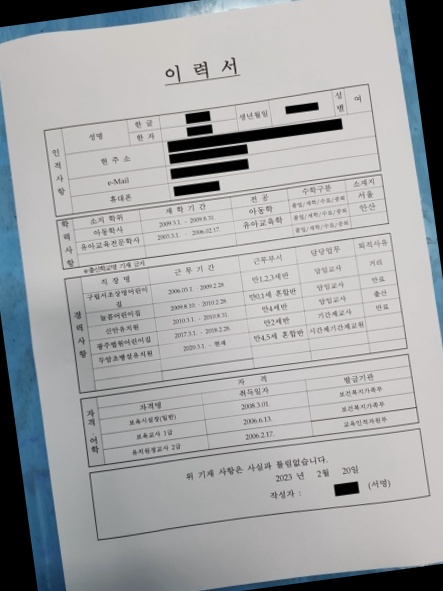 이 력 서
인적사항
성명
한 글
생년월일
성별
여
한 자
현 주 소
e-Mail
휴대폰
학력사항
소지 학위
재 학 기 간
전 공
수학구분
소재지
아동학사
2009.3.1. - 2009.8.31.
아동학
졸업/재학/수료/중퇴
서울
유아교육전문학사
2003.3.1. - 2006.02.17.
유아교육학
졸업/재학/수료/중퇴
안산
졸업/재학/수료/중퇴
※출신학교명 기재 금지
경력사항
직 장 명
근 무 기 간
근무부서
담당업무
퇴직사유
구립서초상명어린이집
2006.03.1. - 2009.2.28.
만1,2,3세반
담임교사
거리
늘품어린이집
2009.8.10. - 2010.2.28.
만0,1세 혼합반
담임교사
만료
신안유치원
2010.3.1. - 2010.8.31.
만4세반
담임교사
출산
광주법원어린이집
2017.3.1. - 2018.2.28.
만2세반
기간제교사
만료
두암초병설유치원
2020.3.1. - 현재
만4,5세 혼합반
시간제기간제교원
자격·어학
자 격
자격명
취득일자
발급기관
보육시설장(일반)
2008.3.01.
보건복지가족부
보육교사 1급
2006.6.13.
보건복지가족부
유치원정교사 2급
2006.2.17.
교육인적자원부
위 기재 사항은 사실과 틀림없습니다.
2023 년 2월 20일
작성자 : (서명)